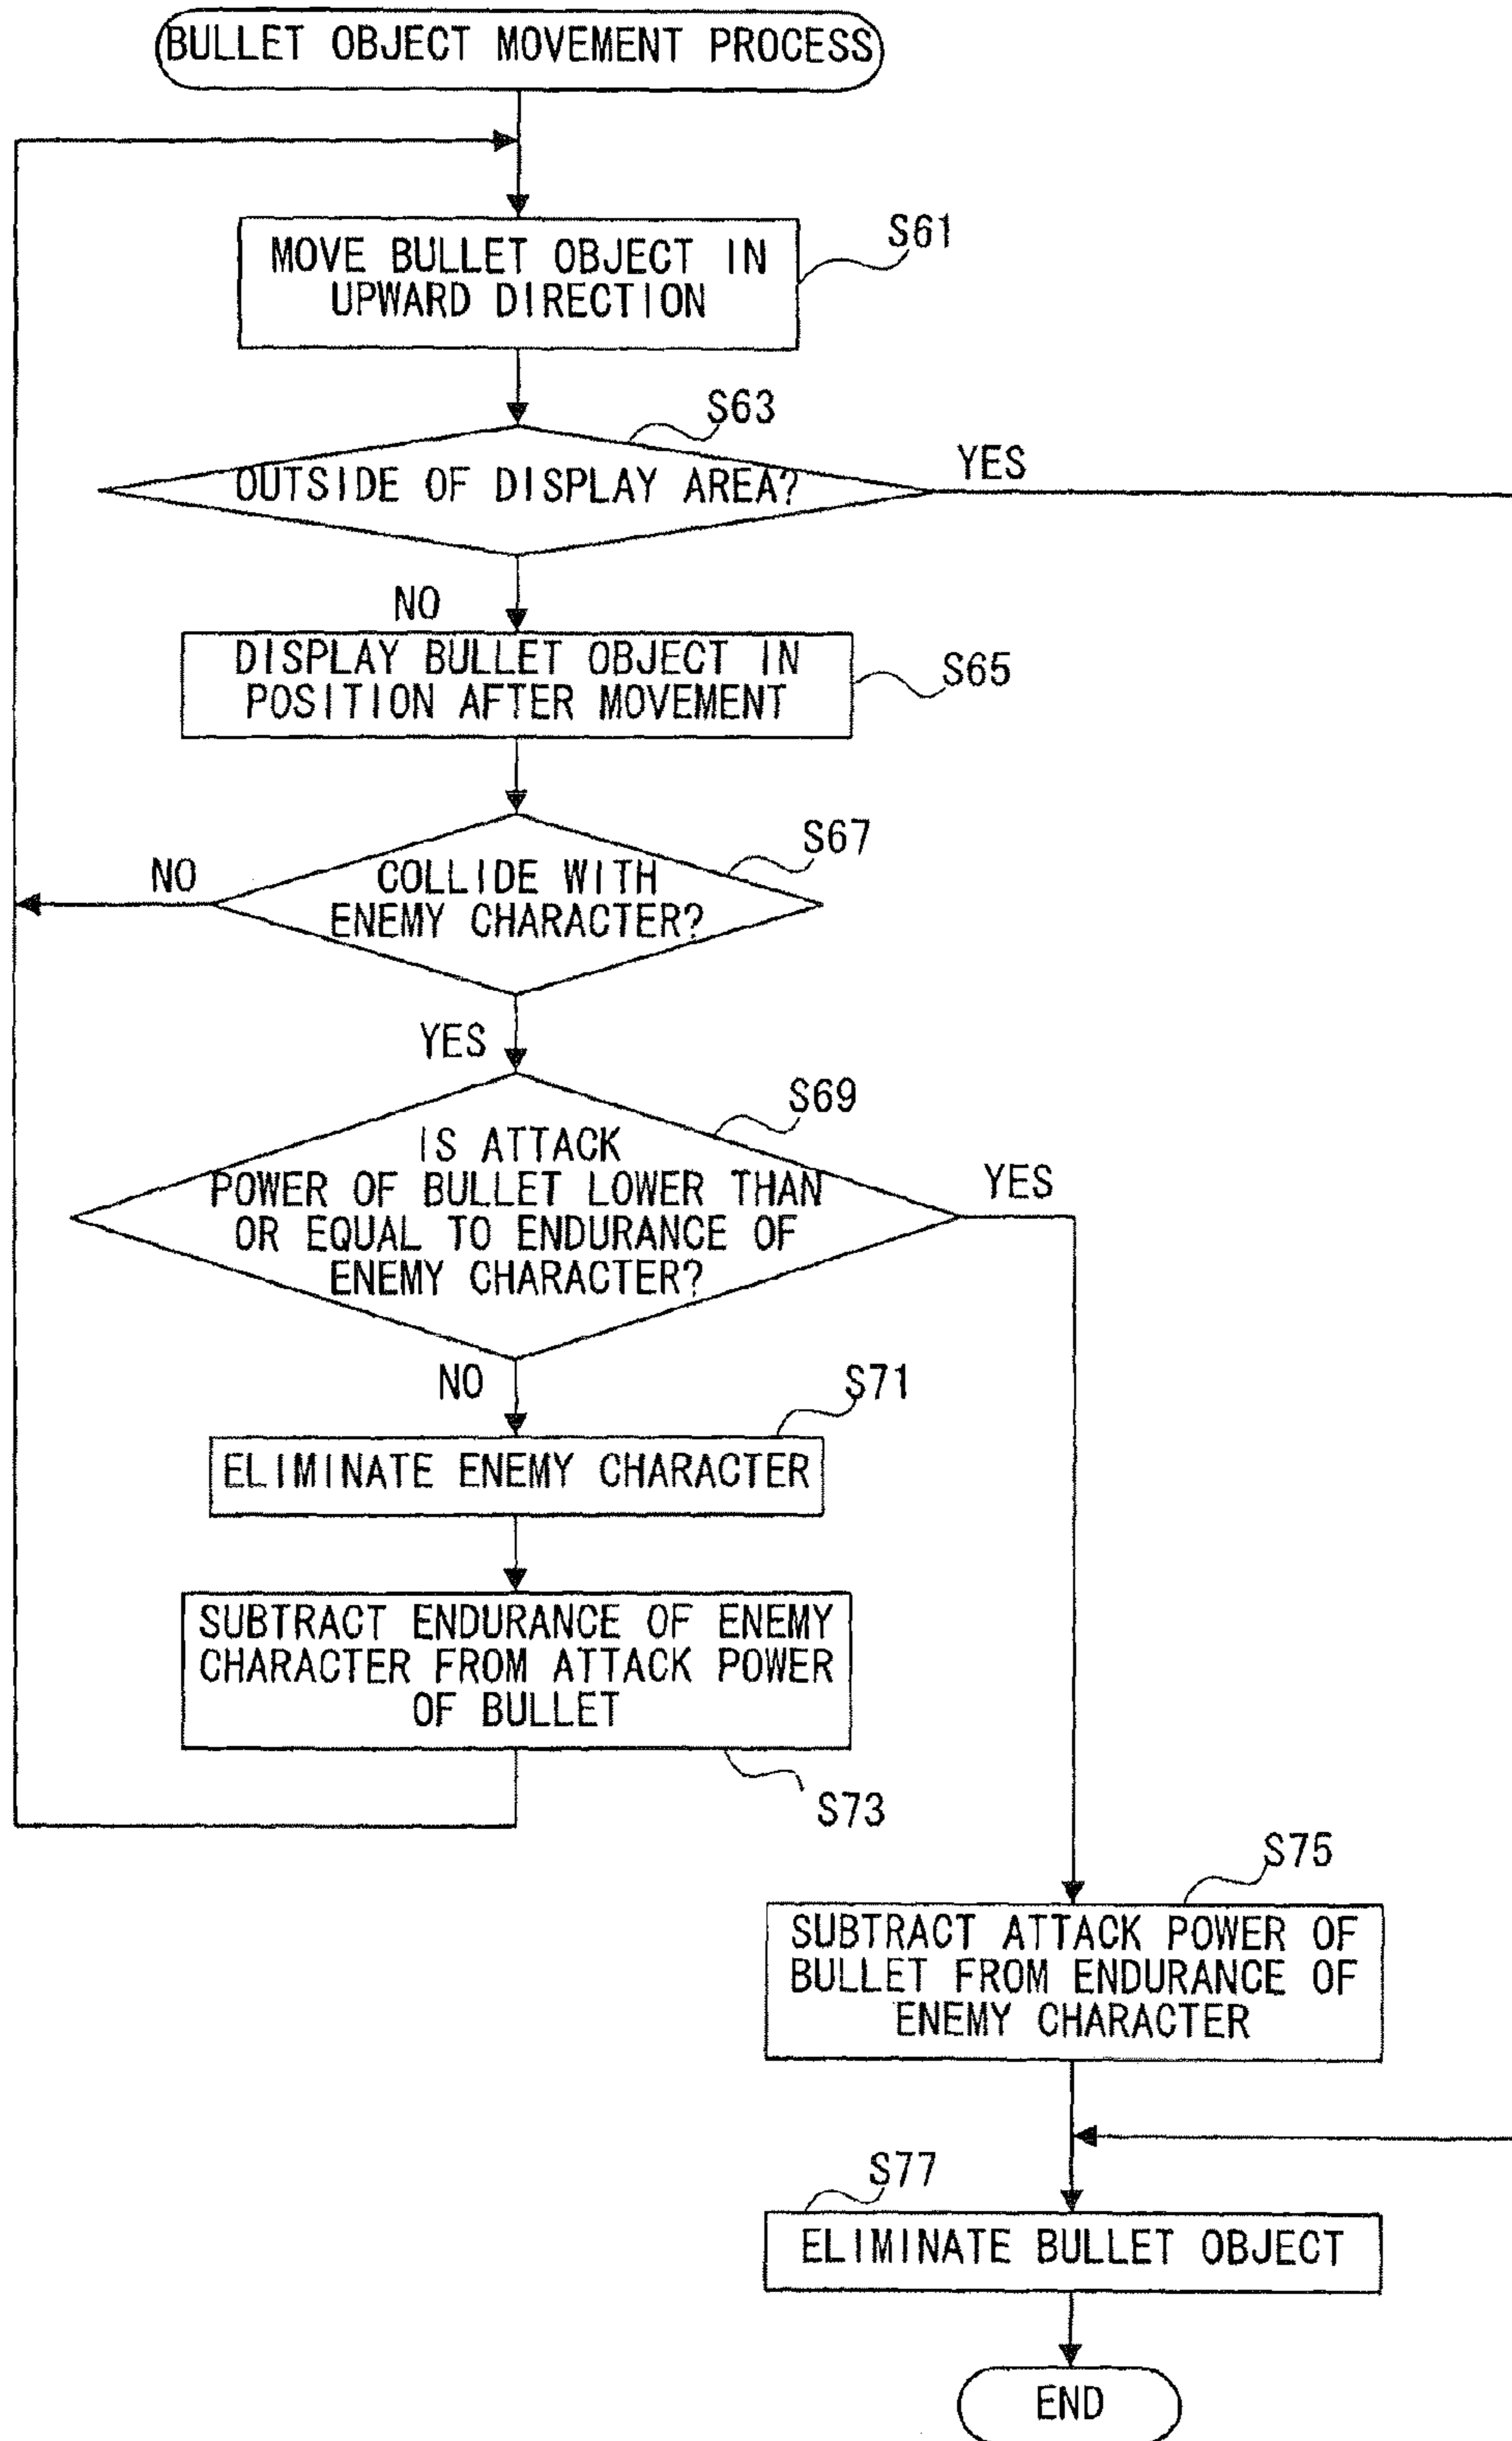 BULLET OBJECT MOVEMENT PROCESS
S61
MOVE BULLET OBJECT IN
UPWARD DIRECTION
S63
OUTSIDE OF DISPLAY AREA?
YES
NO
DISPLAY BULLET OBJECT IN
POSITION AFTER MOVEMENT
S65
S67
NO
COLLIDE WITH
ENEMY CHARACTER?
YES
S69
IS ATTACK
POWER OF BULLET LOWER THAN
OR EQUAL TO ENDURANCE OF
ENEMY CHARACTER?
YES
NO
S71
ELIMINATE ENEMY CHARACTER
SUBTRACT ENDURANCE OF ENEMY
CHARACTER FROM ATTACK POWER
OF BULLET
S73
S75
SUBTRACT ATTACK POWER OF
BULLET FROM ENDURANCE OF
ENEMY CHARACTER
S77
ELIMINATE BULLET OBJECT
END